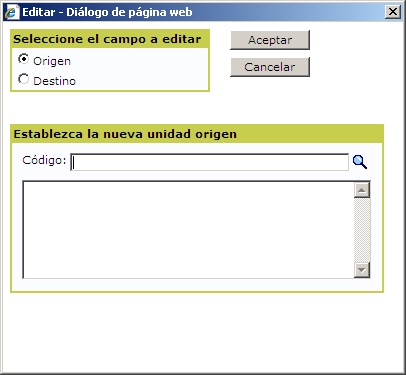 Editar - Diálogo de página web
Seleccione el campo a editar
Origen
Destino
Aceptar
Cancelar
Establezca la nueva unidad origen
Código: